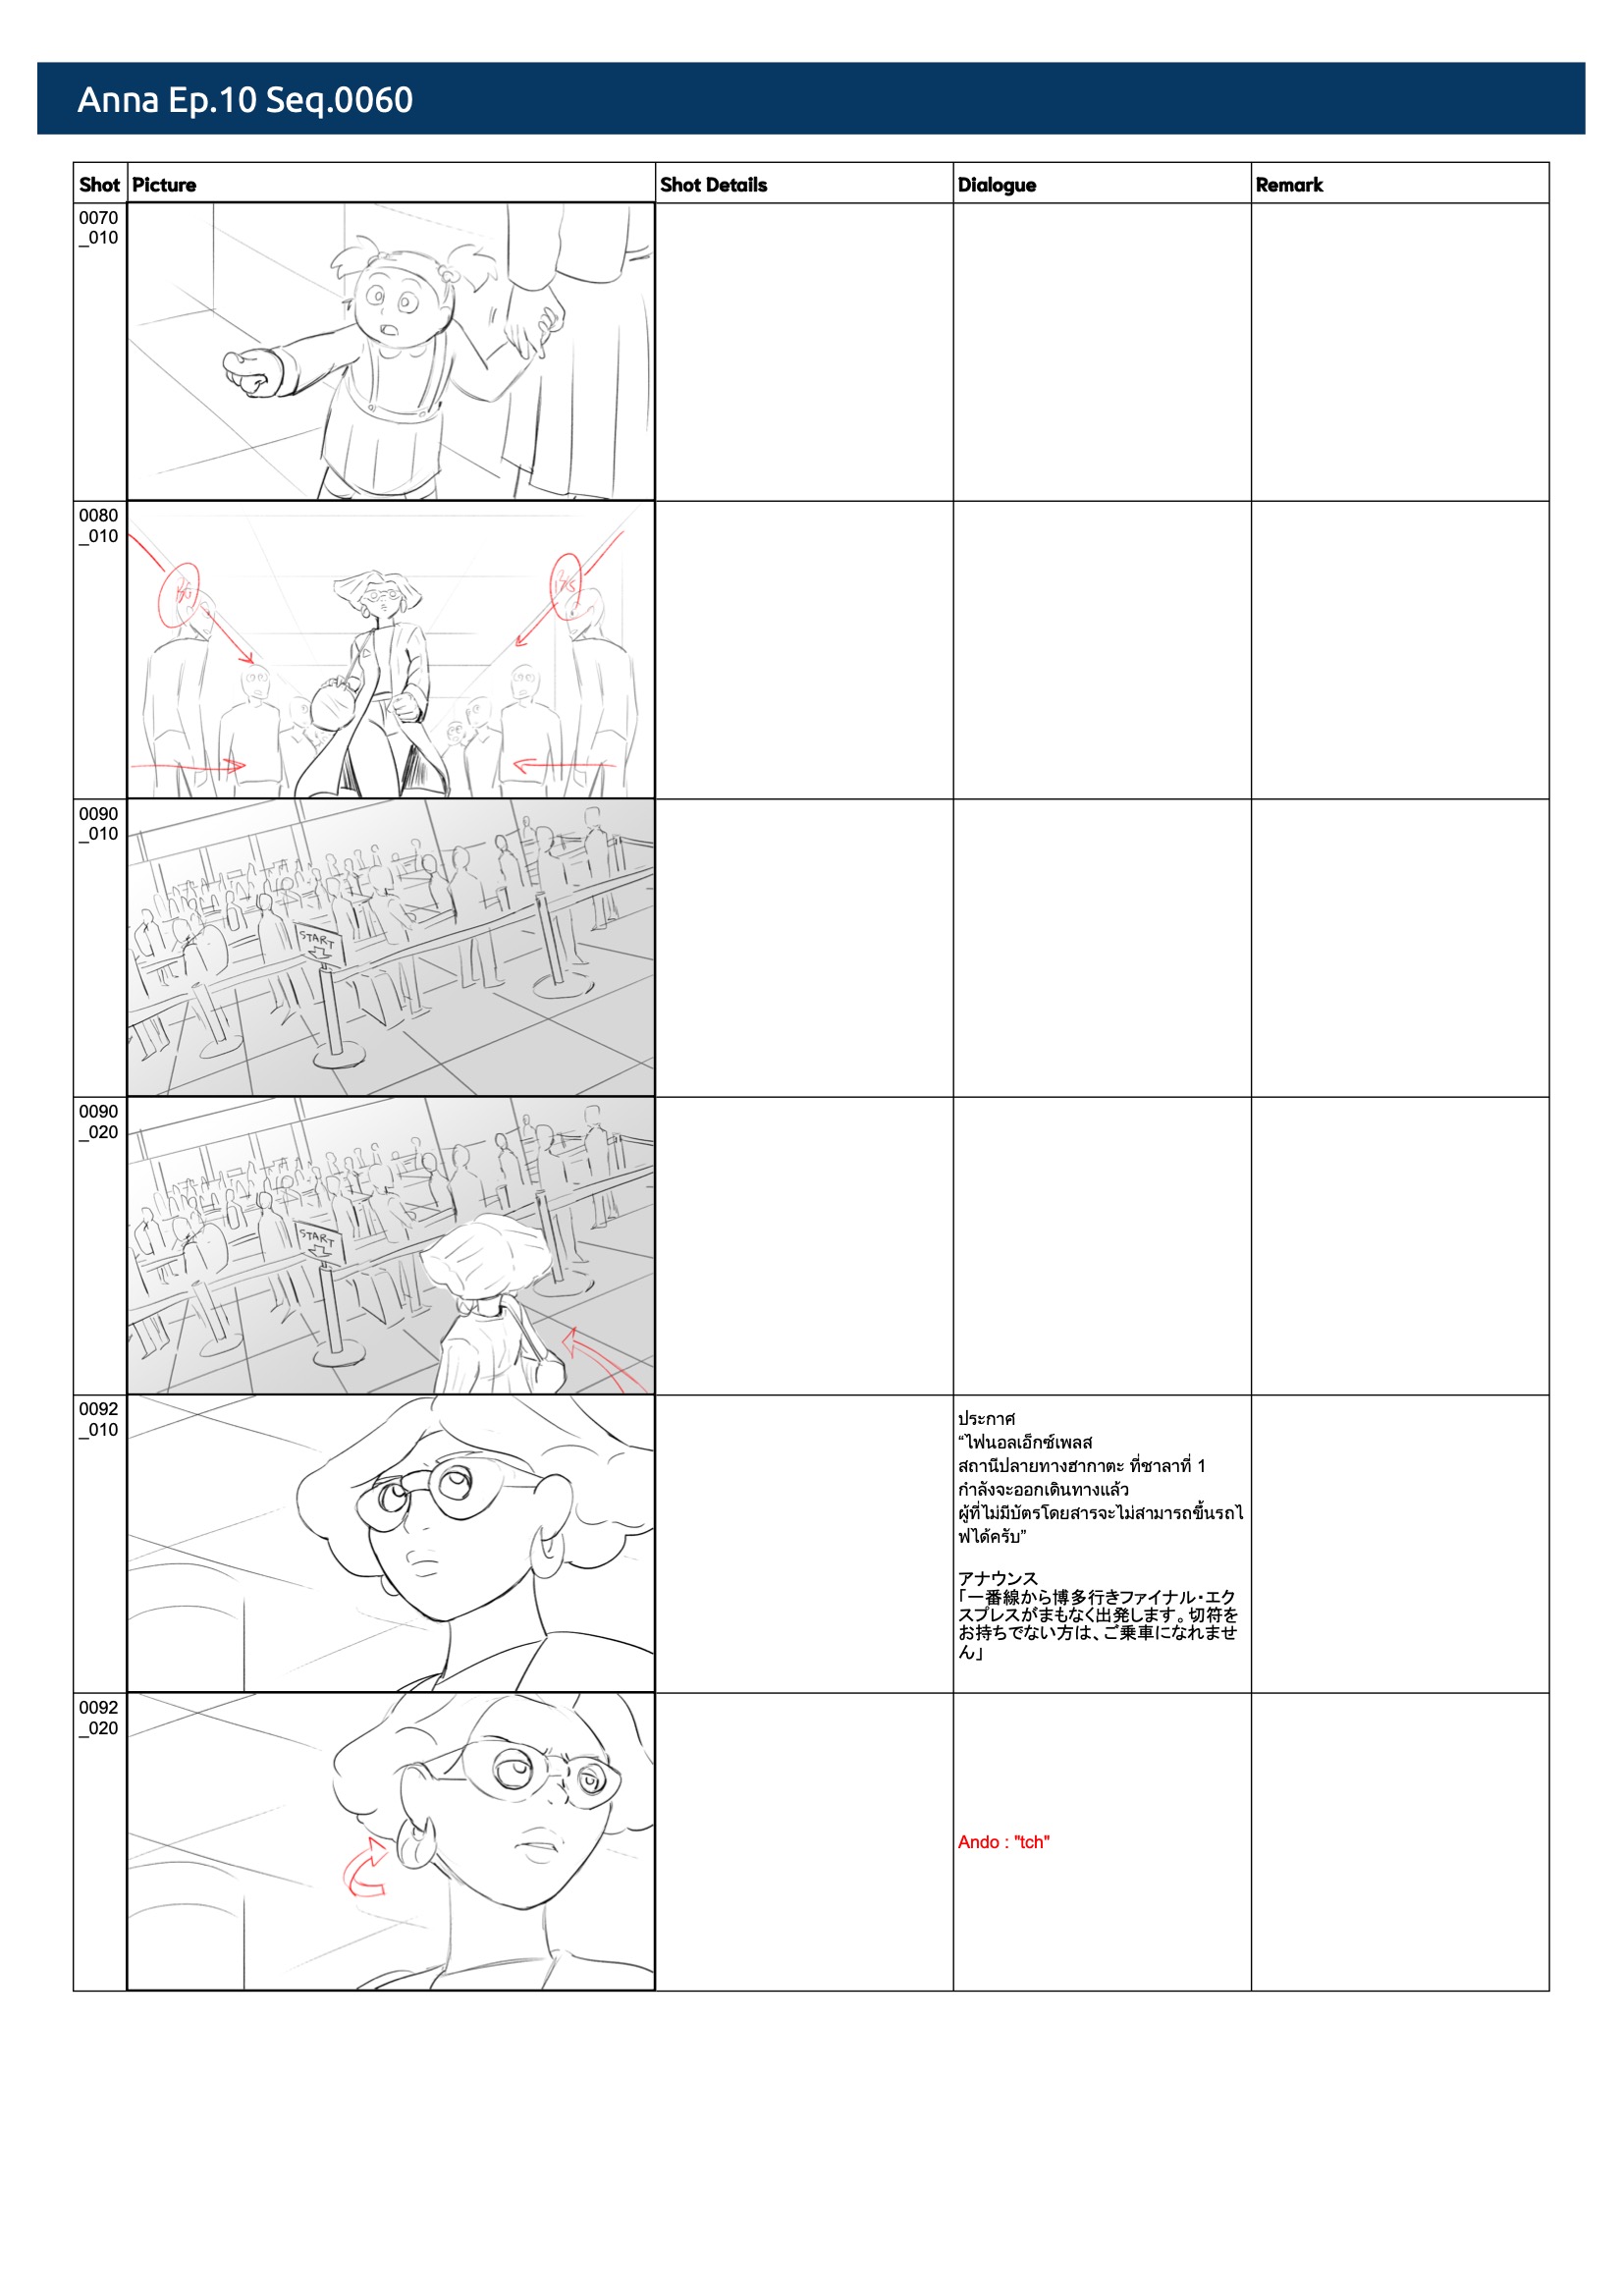 Anna Ep.10 Seq.0060
Shot Picture Shot Details Dialogue Remark
0070
_010
0080
_010
BG
BG
0090
_010
START
0090
_020
START
0092
_010
ประกาศ
“ไฟนอลเอ็กซ์เพลส
สถานีปลายทางฮากาตะ ที่ชาลาที่ 1
กำลังจะออกเดินทางแล้ว
ผู้ที่ไม่มีบัตรโดยสารจะไม่สามารถขึ้นรถไ
ฟได้ครับ”
アナウンス
「一番線から博多行きファイナル・エク
スプレスがまもなく出発します。切符を
お持ちでない方は、ご乗車になれませ
ん」
0092
_020
Ando : "tch"